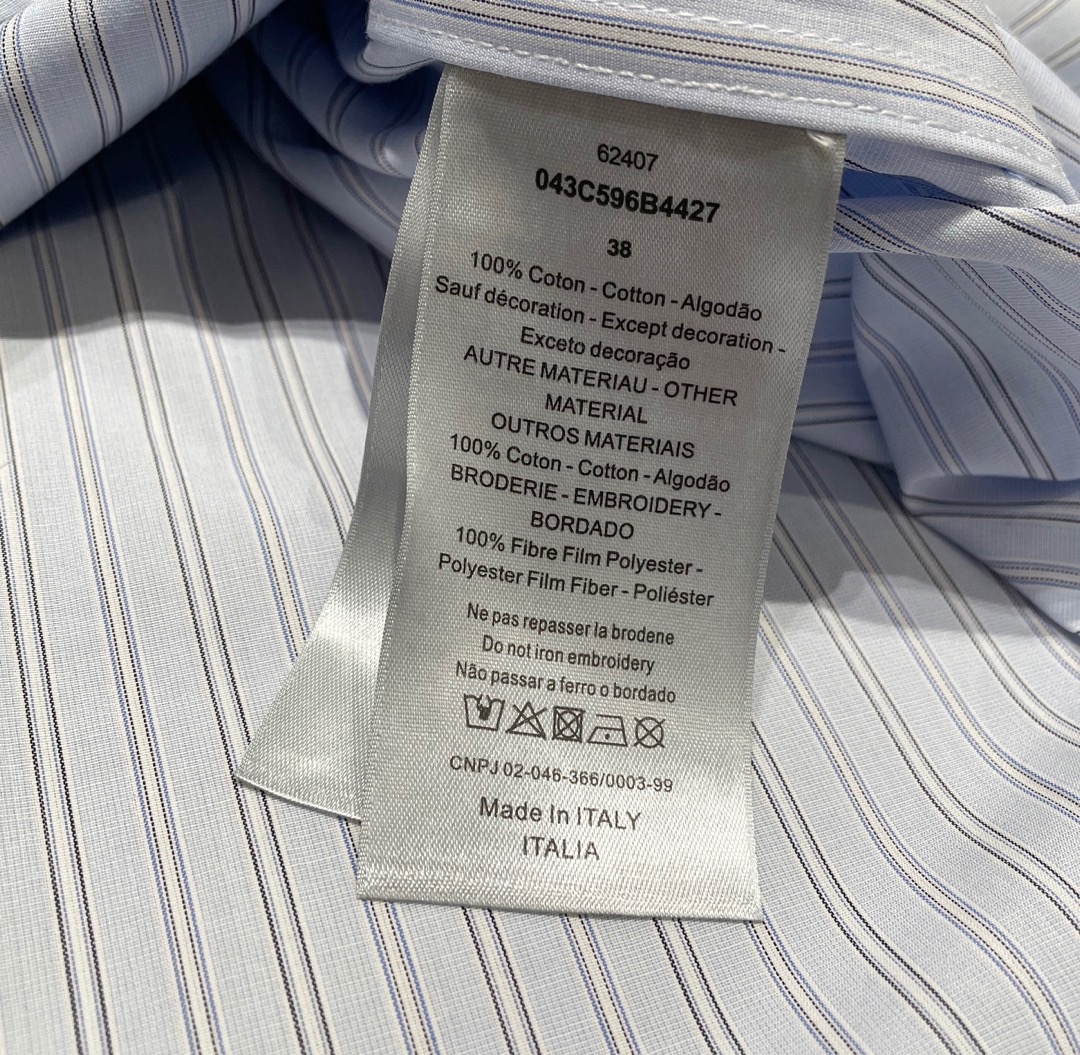 62407
043C596B4427
38
100% Coton - Cotton - Algodão
Sauf décoration - Except decoration -
Exceto decoração
AUTRE MATERIAU - OTHER
MATERIAL
OUTROS MATERIAIS
100% Coton - Cotton - Algodão
BRODERIE - EMBROIDERY -
BORDADO
100% Fibre Film Polyester -
Polyester Film Fiber - Poliéster
Ne pas repasser la brodene
Do not iron embroidery
Não passar a ferro o bordado
CNPJ 02-046-366/0003-99
Made In ITALY
ITALIA